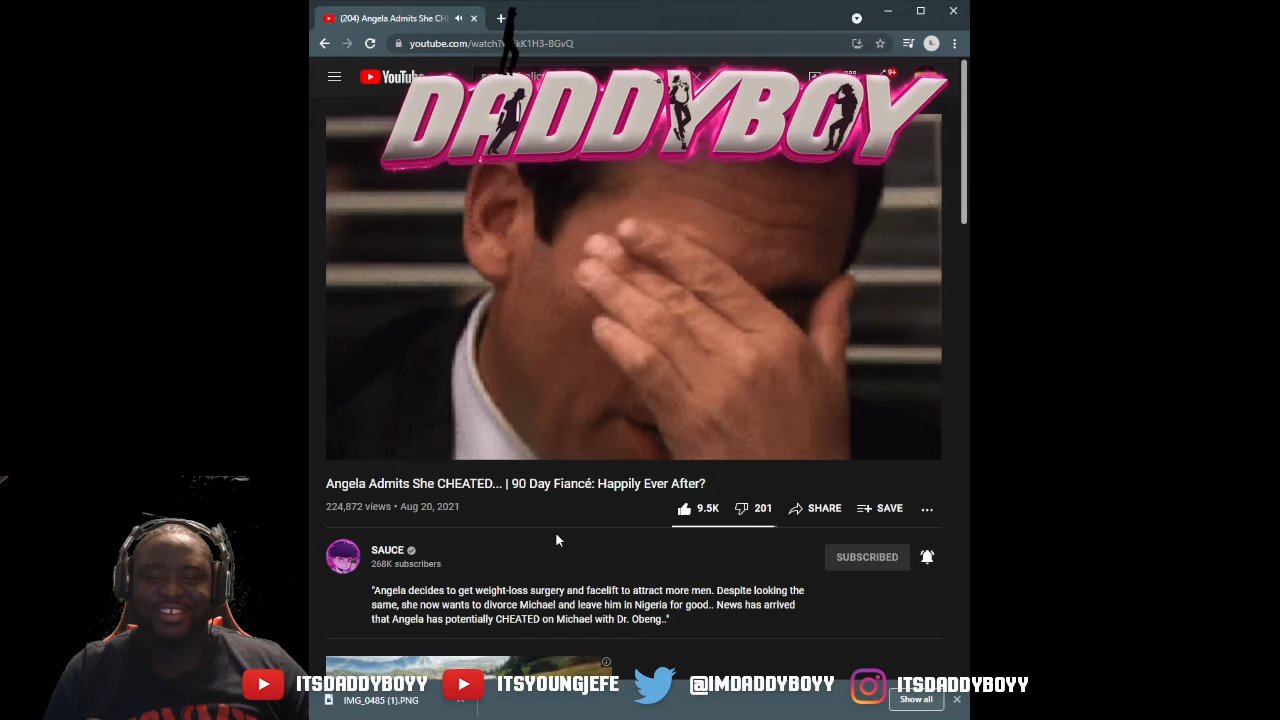 (204) Angela Admits She CH
youtube.com/watch?
kK1H3-BGvQ
YouTube
9+
DADDYBOY
Angela Admits She CHEATED... | 90 Day Fiancé: Happily Ever After?
224,872 views • Aug 20, 2021
9.5K 201 SHARE SAVE
SAUCE
268K subscribers
SUBSCRIBED
"Angela decides to get weight-loss surgery and facelift to attract more men. Despite looking the
same, she now wants to divorce Michael and leave him in Nigeria for good.. News has arrived
that Angela has potentially CHEATED on Michael with Dr. Obeng.."
ITSDADDYBOYY ITSYOUNGJEFE @IMDADDYBOYY ITSDADDYBOYY
IMG_0485 (1).PNG
Show all